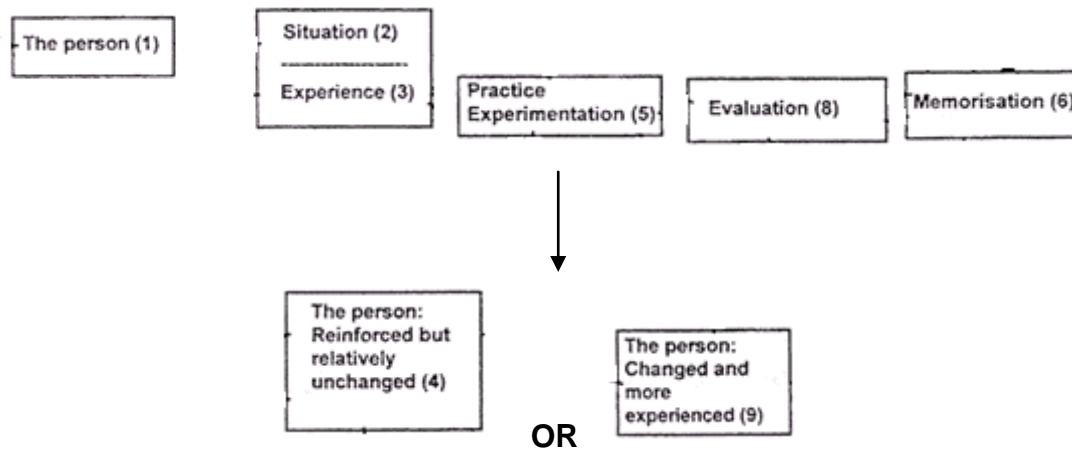 The person (1)
Situation (2)
Experience (3)
Practice
Experimentation (5)
Evaluation (8)
Memorisation (6)
The person:
Reinforced but
relatively
unchanged (4)
The person:
Changed and
more
experienced (9)
OR